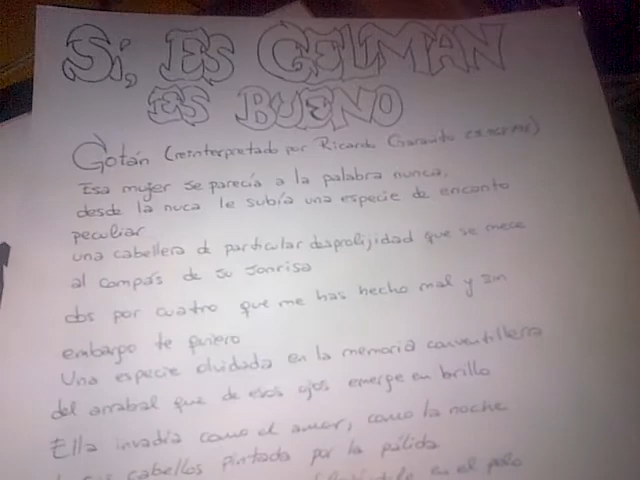 Sí, ES GELMAN
ES BUENO
Gotán (reinterpretado por Ricardo Garavito
Esa mujer se parecía a la palabra nunca,
desde la nuca le subía una especie de encanto
peculiar
una cabellera de particular desprolijidad que se mece
al compás de su sonrisa
dos por cuatro que me has hecho mal y sin
embargo te quiero
Una especie olvidada en la memoria conventillera
del arrabal que de esos ojos emerge en brillo
Ella invadía como el amor, como la noche
cabellos pintada por la pálida
en el pelo